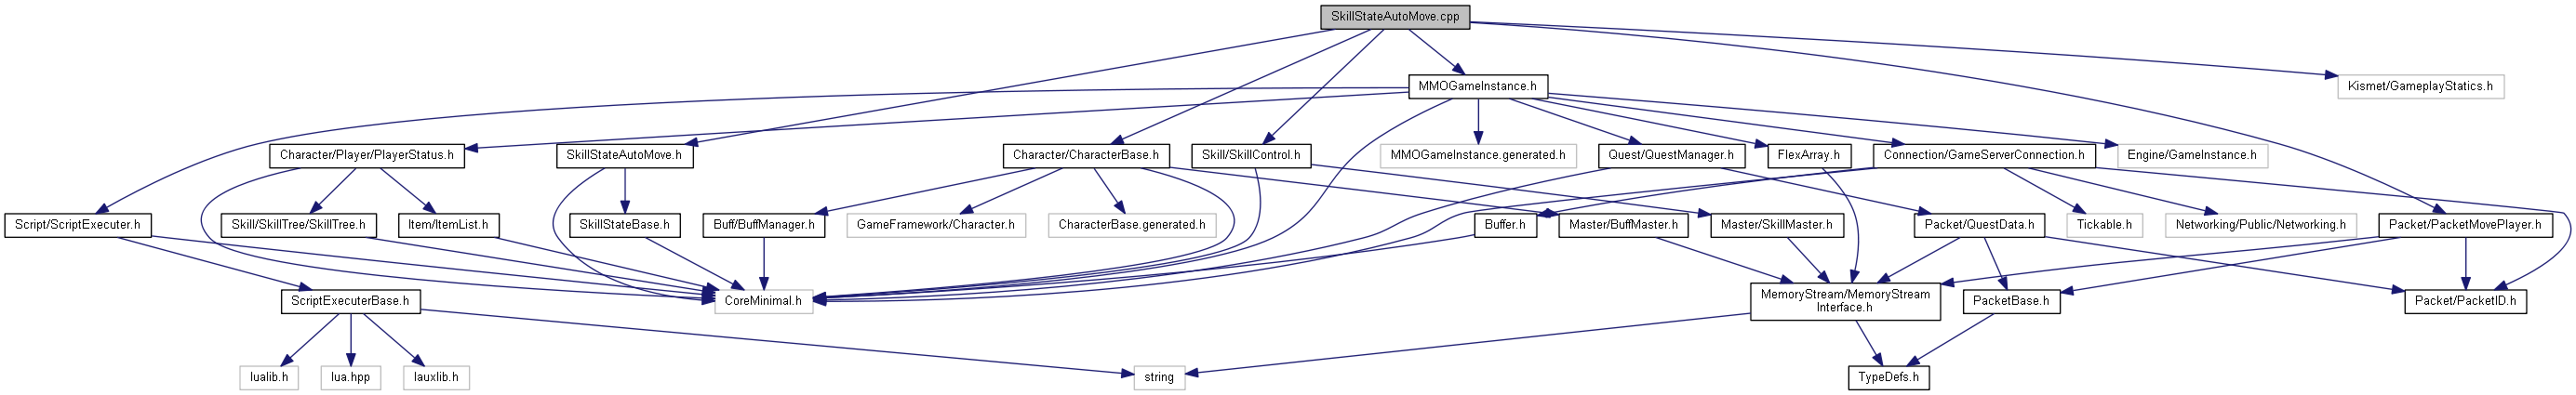 SkillStateAutoMove.cpp
MMOGameInstance.h
Kismet/GameplayStatics.h
Character/Player/PlayerStatus.h
SkillStateAutoMove.h
Character/CharacterBase.h
Skill/SkillControl.h
MMOGameInstance.generated.h
Quest/QuestManager.h
FlexArray.h
Connection/GameServerConnection.h
Engine/GameInstance.h
Script/ScriptExecuter.h
Skill/SkillTree/SkillTree.h
Item/ItemList.h
SkillStateBase.h
Buff/BuffManager.h
GameFramework/Character.h
CharacterBase.generated.h
Buffer.h
Master/BuffMaster.h
Master/SkillMaster.h
Packet/QuestData.h
Tickable.h
Networking/Public/Networking.h
Packet/PacketMovePlayer.h
ScriptExecuterBase.h
CoreMinimal.h
MemoryStream/MemoryStream
Interface.h
PacketBase.h
Packet/PacketID.h
lualib.h
lua.hpp
lauxlib.h
string
TypeDefs.h